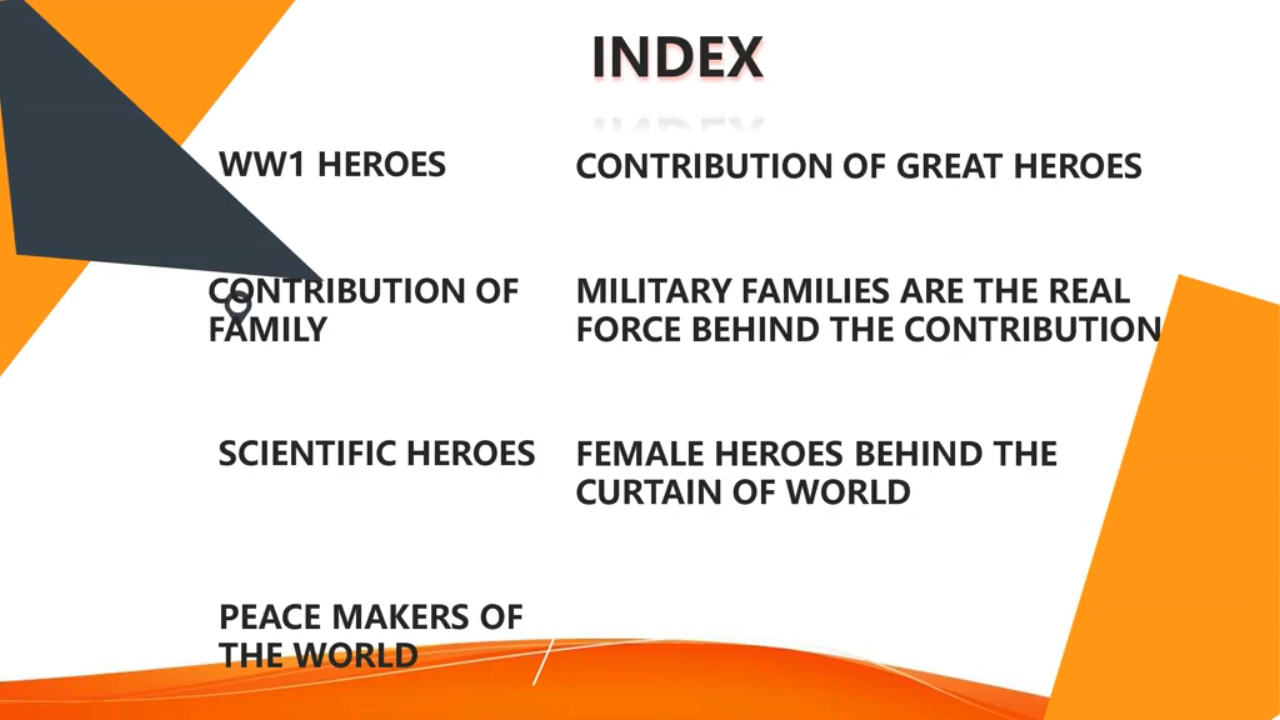 INDEX
WW1 HEROES
CONTRIBUTION OF GREAT HEROES
CONTRIBUTION OF
FAMILY
MILITARY FAMILIES ARE THE REAL
FORCE BEHIND THE CONTRIBUTION
SCIENTIFIC HEROES
FEMALE HEROES BEHIND THE
CURTAIN OF WORLD
PEACE MAKERS OF
THE WORLD